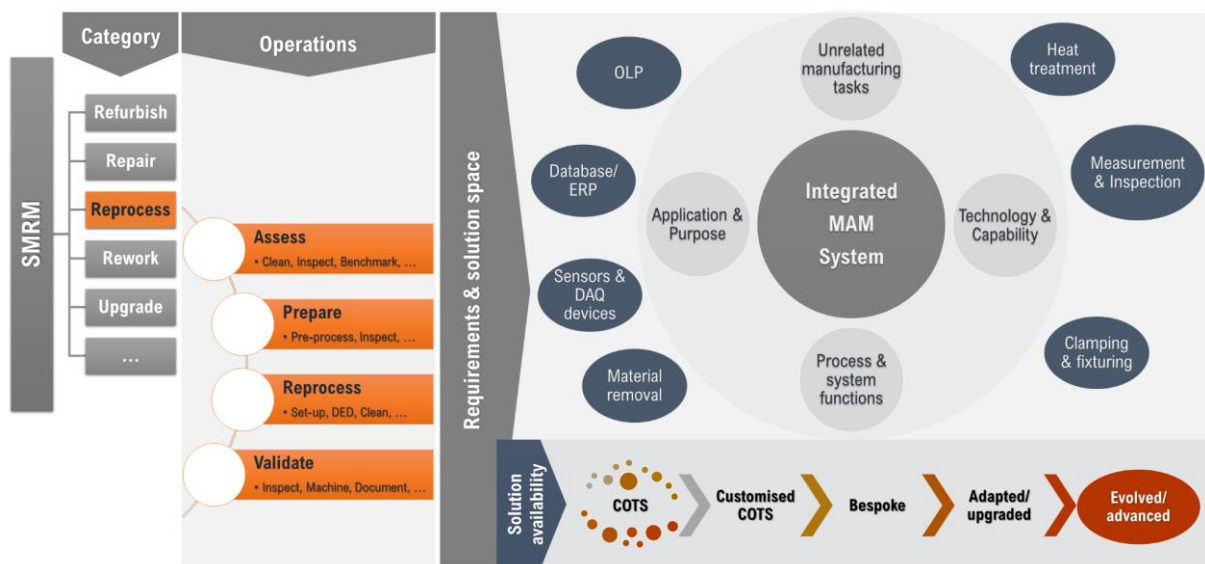 SMRM
Category
Refurbish
Repair
Reprocess
Rework
Upgrade
...
Operations
Assess
• Clean, Inspect, Benchmark, ...
Prepare
• Pre-process, Inspect, ...
Reprocess
• Set-up, DED, Clean, ...
Validate
• Inspect, Machine, Document, ...
Requirements & solution space
OLP
Database/
ERP
Sensors &
DAQ
devices
Material
removal
Unrelated
manufacturing
tasks
Application &
Purpose
Integrated
MAM
System
Technology &
Capability
Process &
system
functions
Heat
treatment
Measurement
& Inspection
Clamping
& fixturing
Solution
availability
COTS
Customised
COTS
Bespoke
Adapted/
upgraded
Evolved/
advanced